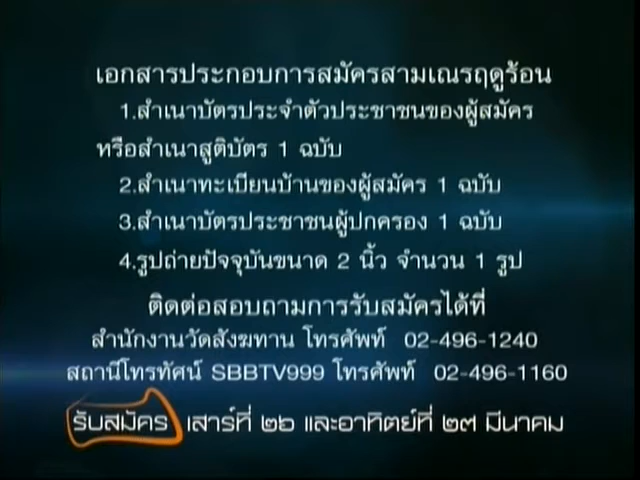 เอกสารประกอบการสมัครสามเณรฤดูร้อน
1.สำเนาบัตรประจำตัวประชาชนของผู้สมัคร
หรือสำเนาสูติบัตร 1 ฉบับ
2.สำเนาทะเบียนบ้านของผู้สมัคร 1 ฉบับ
3.สำเนาบัตรประชาชนผู้ปกครอง 1 ฉบับ
4.รูปถ่ายปัจจุบันขนาด 2 นิ้ว จำนวน 1 รูป
ติดต่อสอบถามการรับสมัครได้ที่
สำนักงานวัดสังฆทาน โทรศัพท์ 02-496-1240
สถานีโทรทัศน์ SBBTV999 โทรศัพท์ 02-496-1160
รับสมัคร เสาร์ที่ ๒๖ และอาทิตย์ที่ ๒๗ มีนาคม